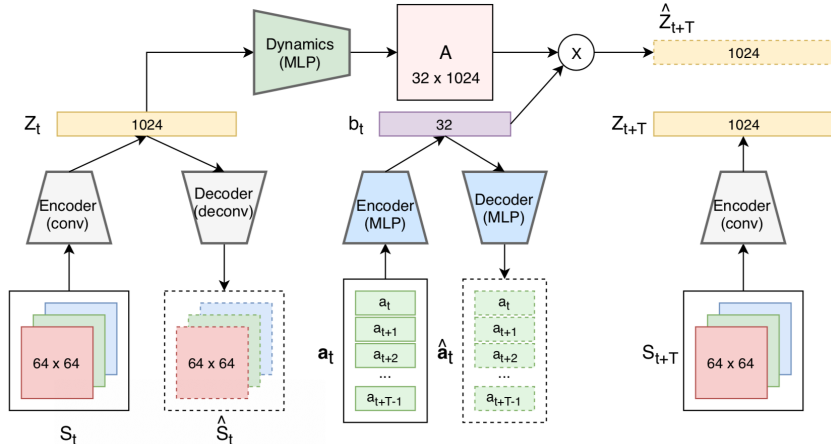 Ẑt+T
Dynamics
(MLP)
A
32 x 1024
X
1024
Zt
1024
bt
32
Zt+T
1024
Encoder
(conv)
Decoder
(deconv)
Encoder
(MLP)
Decoder
(MLP)
Encoder
(conv)
64 x 64
St
64 x 64
Ŝt
at
at
at+1
at+2
...
at+T-1
ât
at
at+1
at+2
...
at+T-1
St+T
64 x 64